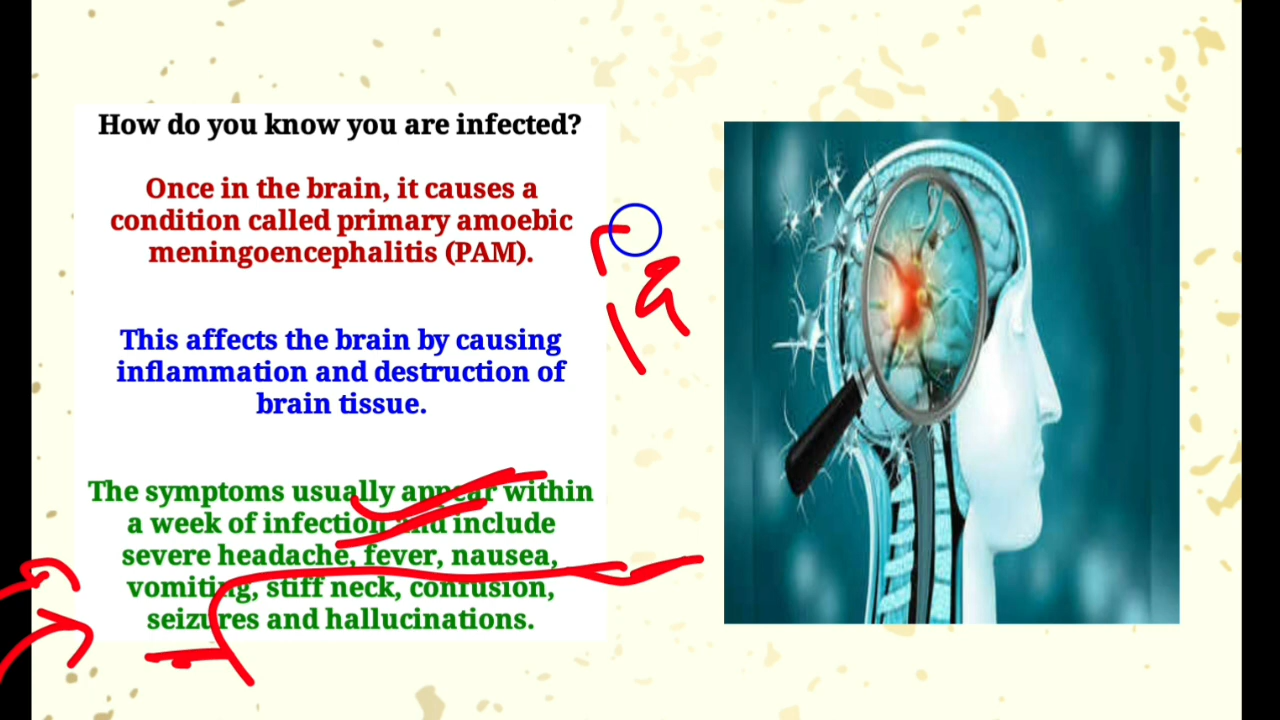 How do you know you are infected?
Once in the brain, it causes a
condition called primary amoebic
meningoencephalitis (PAM).
This affects the brain by causing
inflammation and destruction of
brain tissue.
The symptoms usually appear within
a week of infection and include
severe headache, fever, nausea,
vomiting, stiff neck, confusion,
seizures and hallucinations.